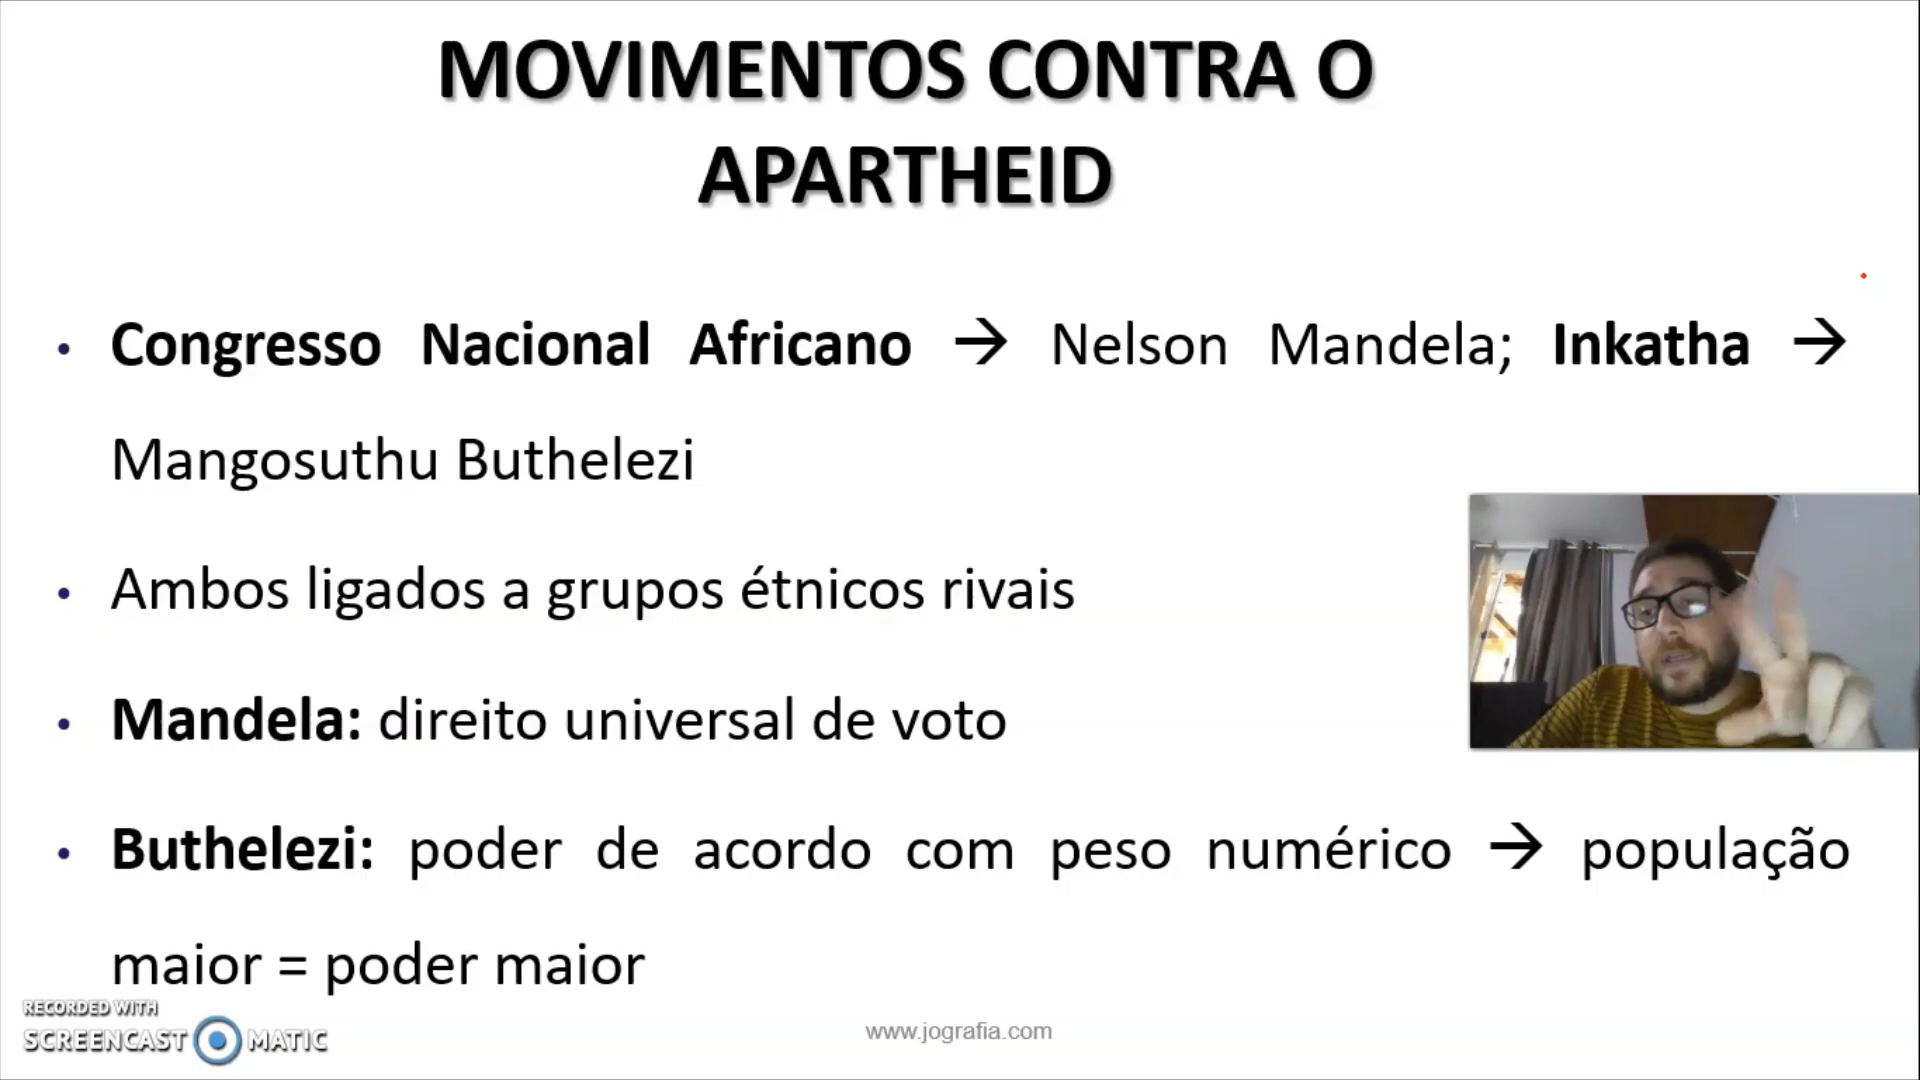 MOVIMENTOS CONTRA O
APARTHEID
• Congresso Nacional Africano → Nelson Mandela; Inkatha →
Mangosuthu Buthelezi
• Ambos ligados a grupos étnicos rivais
• Mandela: direito universal de voto
• Buthelezi: poder de acordo com peso numérico → população
maior = poder maior
RECORDED WITH
SCREENCAST MATIC
www.jografia.com